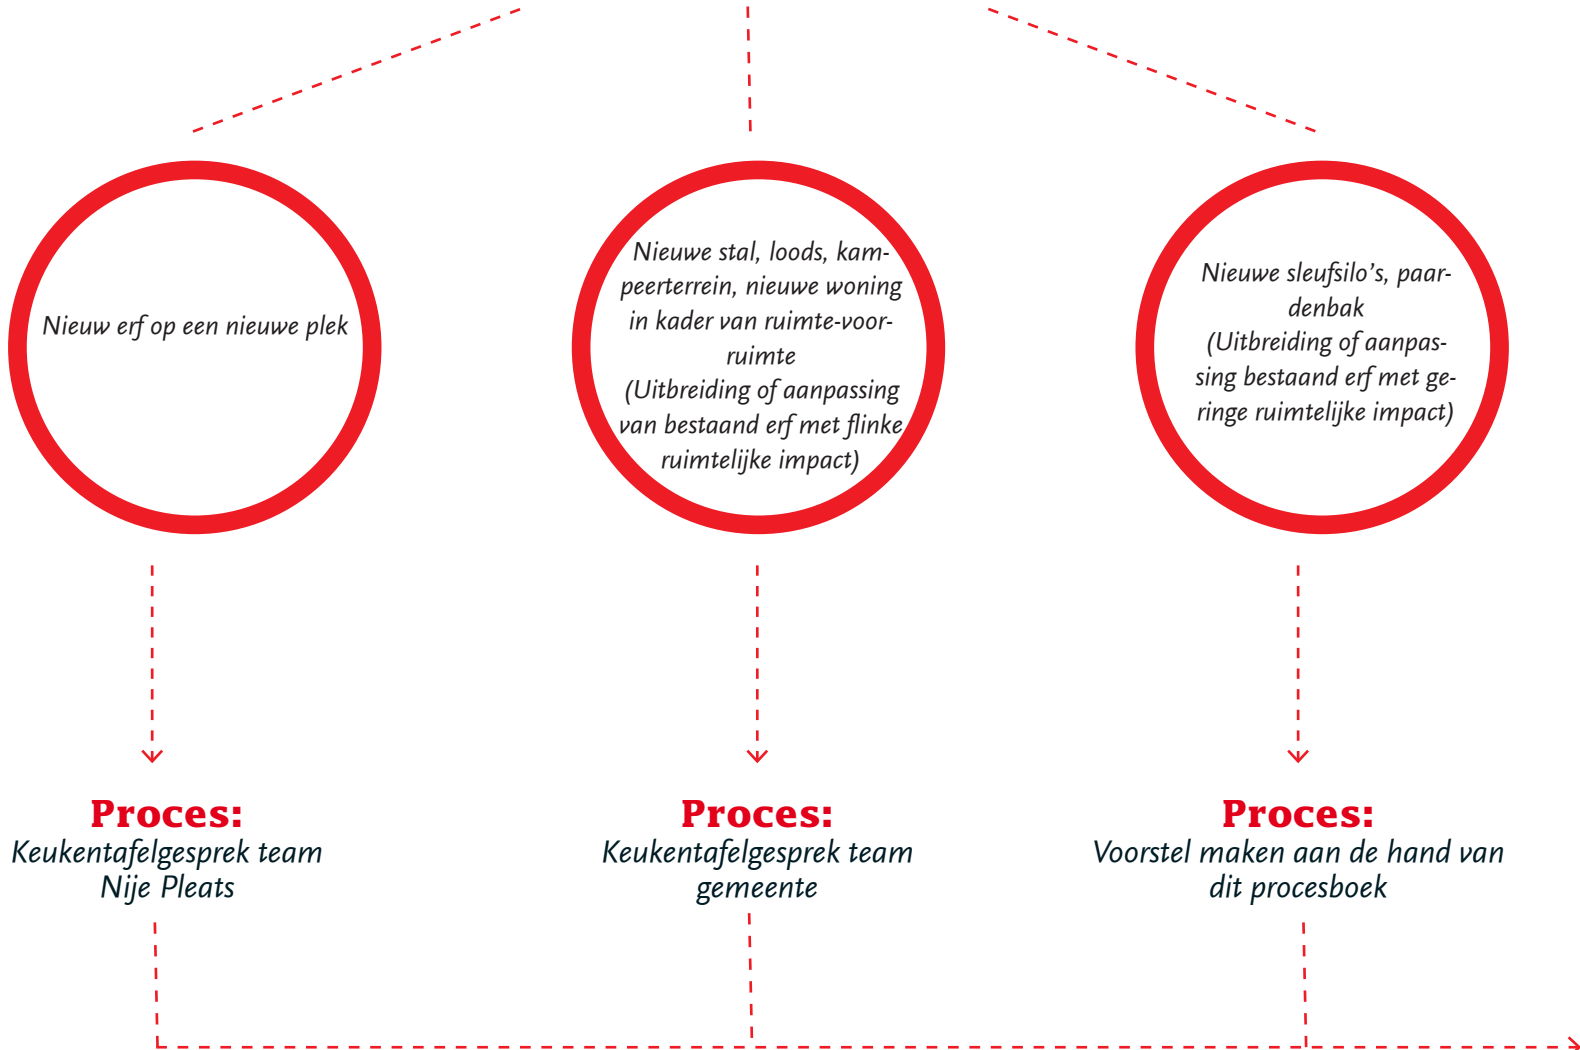 Nieuw erf op een nieuwe plek
Nieuwe stal, loods, kam-
peerterrein, nieuwe woning
in kader van ruimte-voor-
ruimte
(Uitbreiding of aanpassing
van bestaand erf met flinke
ruimtelijke impact)
Nieuwe sleufsilo's, paar-
denbak
(Uitbreiding of aanpas-
sing bestaand erf met ge-
ringe ruimtelijke impact)
Proces:
Keukentafelgesprek team
Nije Pleats
Proces:
Keukentafelgesprek team
gemeente
Proces:
Voorstel maken aan de hand van
dit procesboek